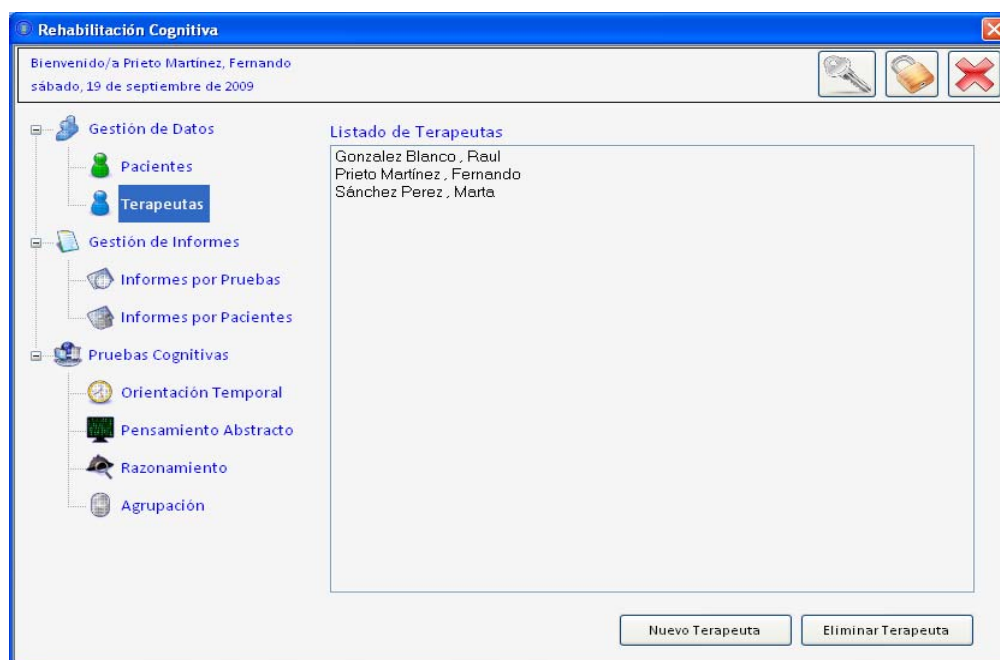 Rehabilitación Cognitiva
Bienvenido/a Prieto Martínez, Fernando
sábado, 19 de septiembre de 2009
Gestión de Datos
Pacientes
Terapeutas
Gestión de Informes
Informes por Pruebas
Informes por Pacientes
Pruebas Cognitivas
Orientación Temporal
Pensamiento Abstracto
Razonamiento
Agrupación
Listado de Terapeutas
Gonzalez Blanco , Raul
Prieto Martínez , Fernando
Sánchez Perez , Marta
Nuevo Terapeuta
Eliminar Terapeuta